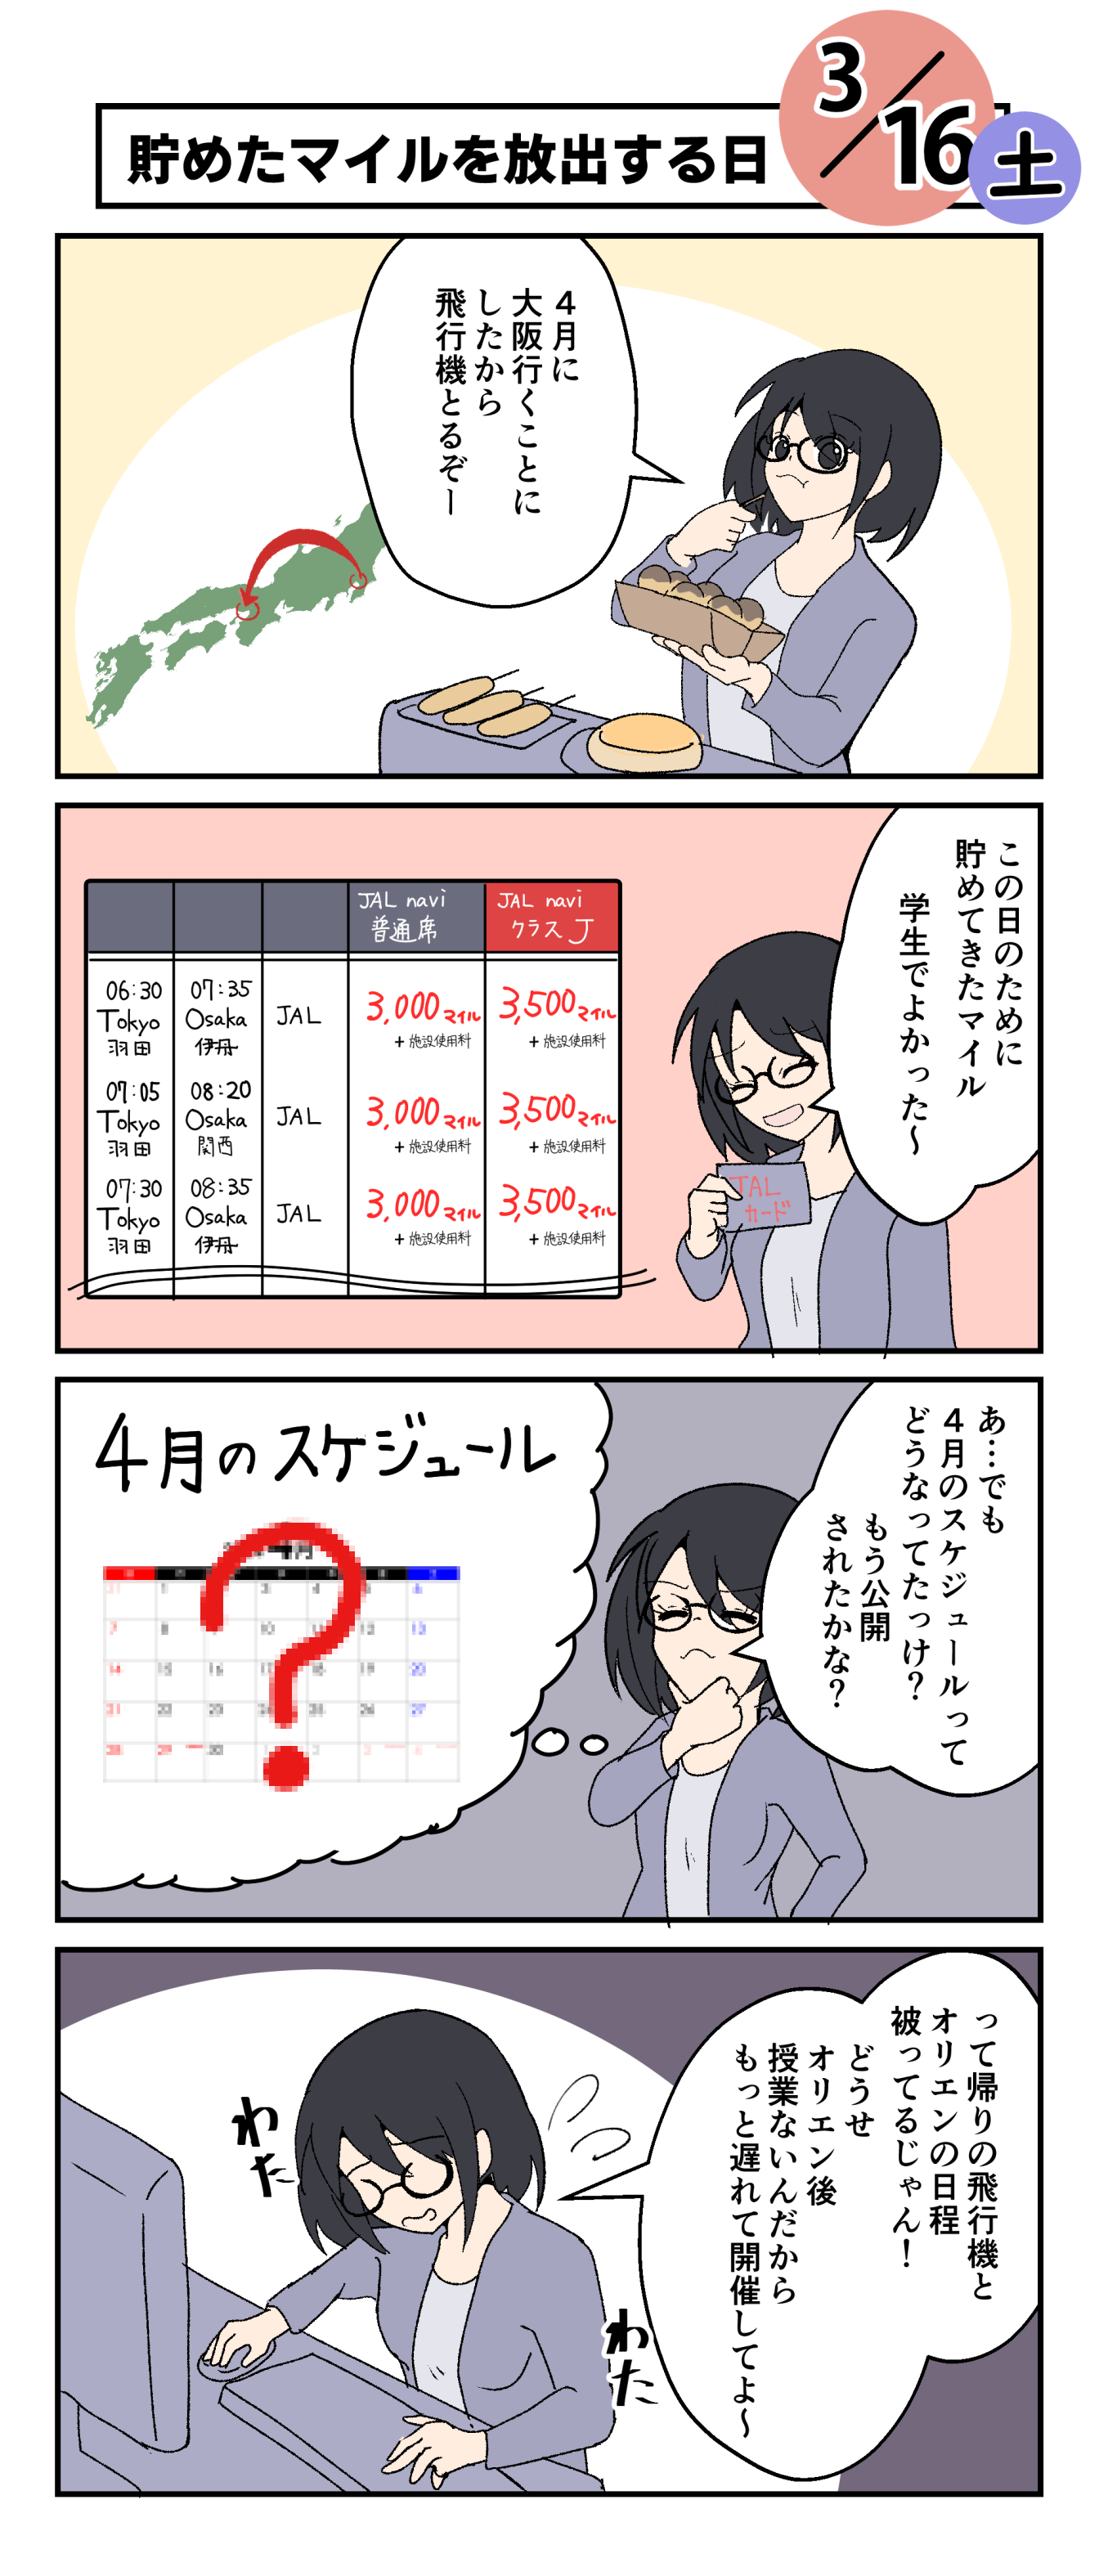 3/16
土
貯めたマイルを放出する日
4月に
大阪行くことに
したから
飛行機とるぞー
この日のために
貯めてきたマイル
学生でよかった～
JAL navi
普通席
JAL navi
クラスJ
06:30
Tokyo
羽田
07:35
Osaka
伊丹
JAL
3,000マイル
+施設使用料
3,500マイル
+施設使用料
07:05
Tokyo
羽田
08:20
Osaka
関西
JAL
3,000マイル
+施設使用料
3,500マイル
+施設使用料
07:30
Tokyo
羽田
08:35
Osaka
伊丹
JAL
3,000マイル
+施設使用料
3,500マイル
+施設使用料
JAL
カード
あ…でも
4月のスケジュールって
どうなってたっけ？
もう公開
されたかな？
4月のスケジュール
?
って帰りの飛行機と
オリエンの日程
被ってるじゃん！
どうせ
オリエン後
授業ないんだから
もっと遅れて開催してよ～
わた
わた